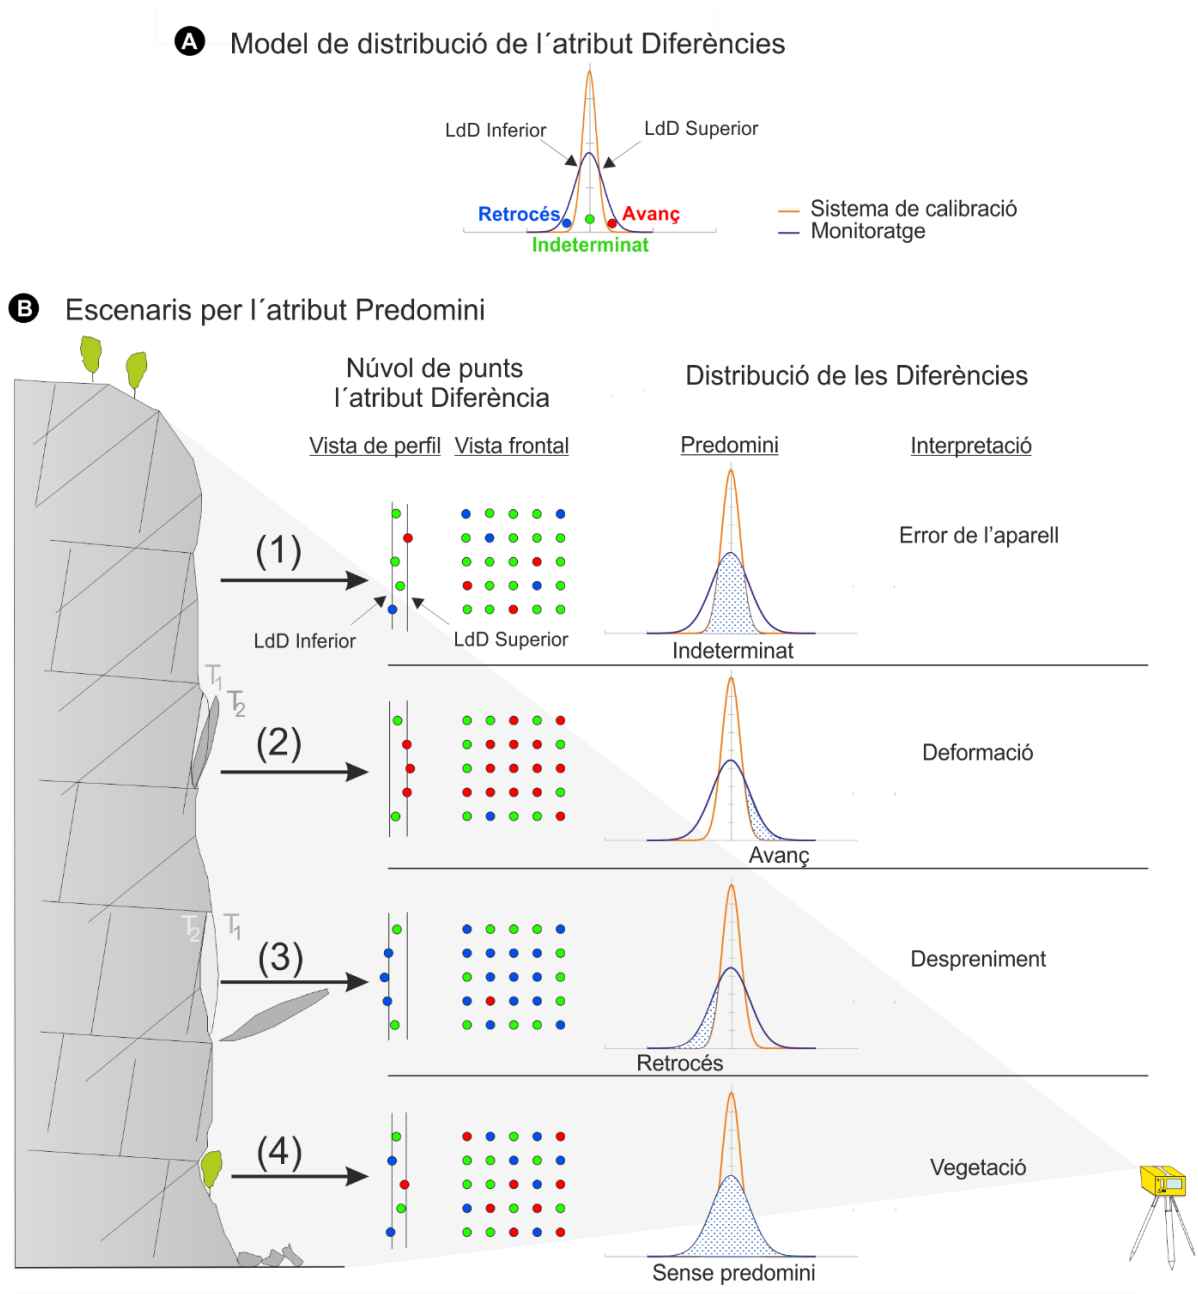 A Model de distribució de l´atribut Diferències
LdD Inferior
LdD Superior
Retrocés
Avanç
Indeterminat
Sistema de calibració
Monitoratge
B Escenaris per l´atribut Predomini
Núvol de punts
l´atribut Diferència
Distribució de les Diferències
Vista de perfil
Vista frontal
Predomini
Interpretació
(1)
LdD Inferior
LdD Superior
Indeterminat
Error de l’aparell
T1
T2
(2)
Avanç
Deformació
T2
T1
(3)
Retrocés
Despreniment
(4)
Sense predomini
Vegetació